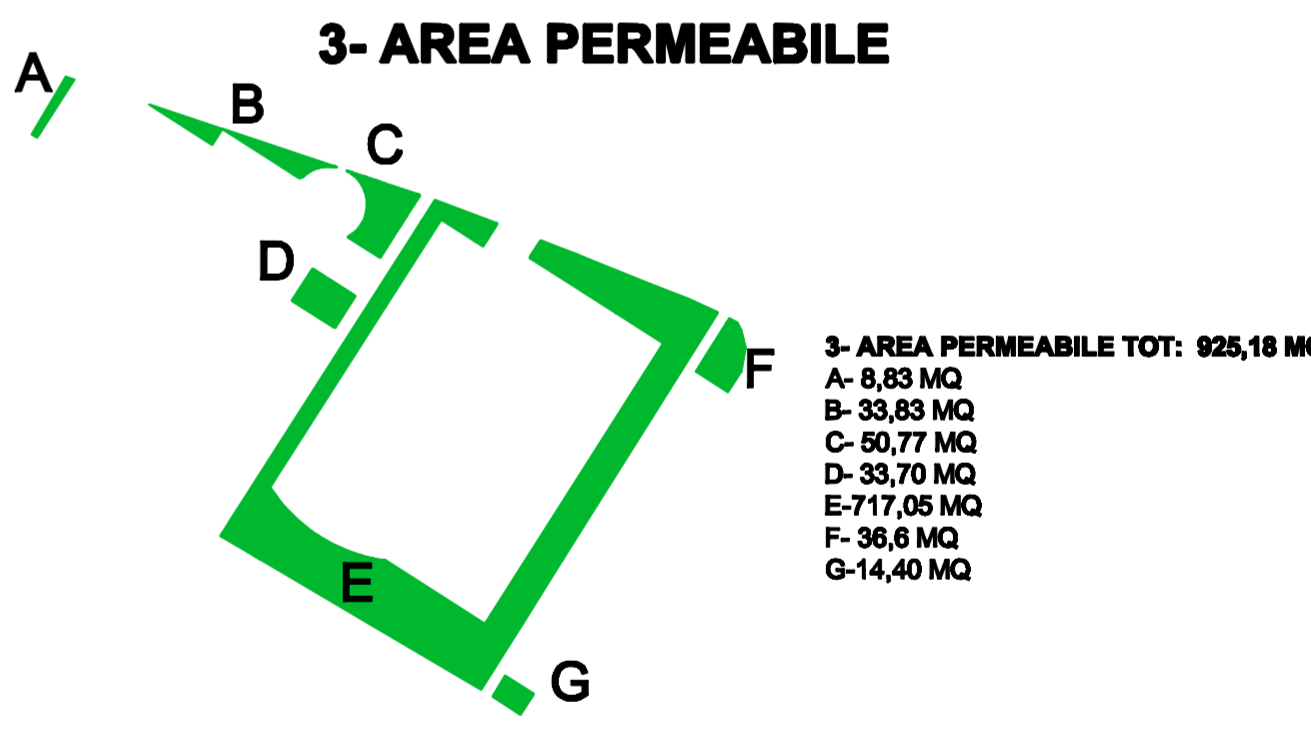 3- AREA PERMEABILE
A
B
C
D
E
F
G
3- AREA PERMEABILE TOT: 925,18 MQ
A- 8,83 MQ
B- 33,83 MQ
C- 50,77 MQ
D- 33,70 MQ
E-717,05 MQ
F- 36,6 MQ
G-14,40 MQ